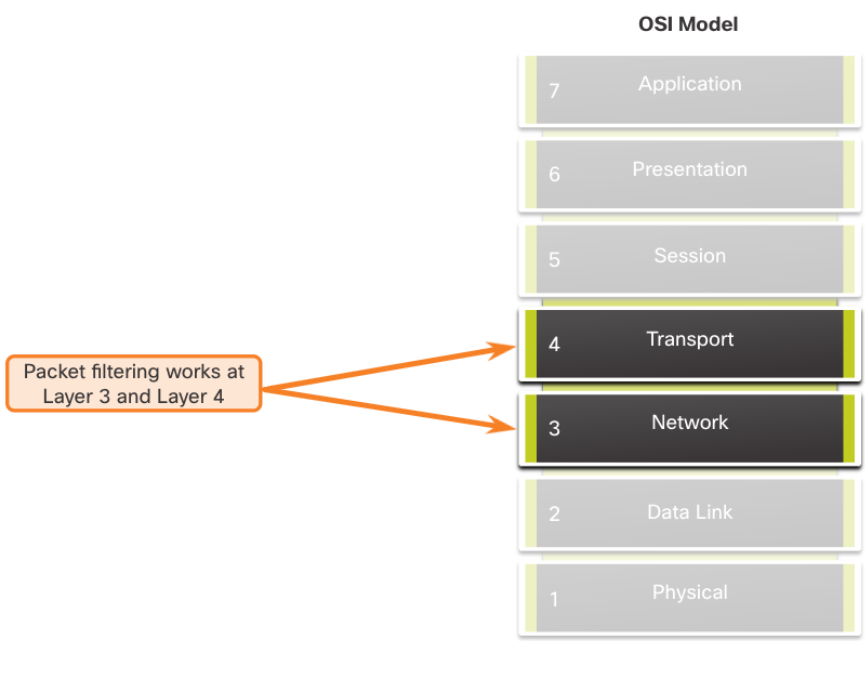 OSI Model
7 Application
6 Presentation
5 Session
4 Transport
Packet filtering works at
Layer 3 and Layer 4
3 Network
2 Data Link
1 Physical